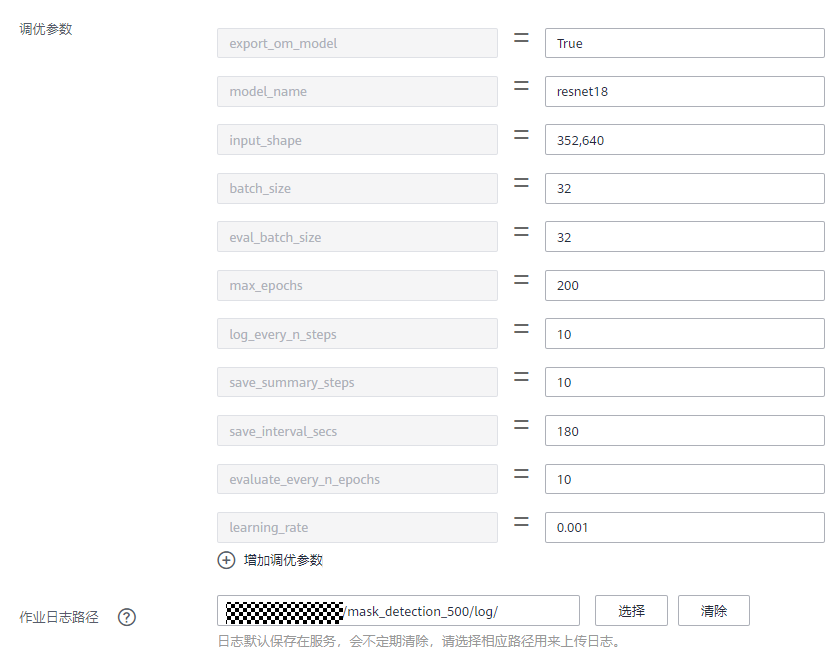 调优参数
export_om_model = True
model_name = resnet18
input_shape = 352,640
batch_size = 32
eval_batch_size = 32
max_epochs = 200
log_every_n_steps = 10
save_summary_steps = 10
save_interval_secs = 180
evaluate_every_n_epochs = 10
learning_rate = 0.001
增加调优参数
作业日志路径 ? /mask_detection_500/log/ 选择 清除
日志默认保存在服务，会不定期清除，请选择相应路径用来上传日志。